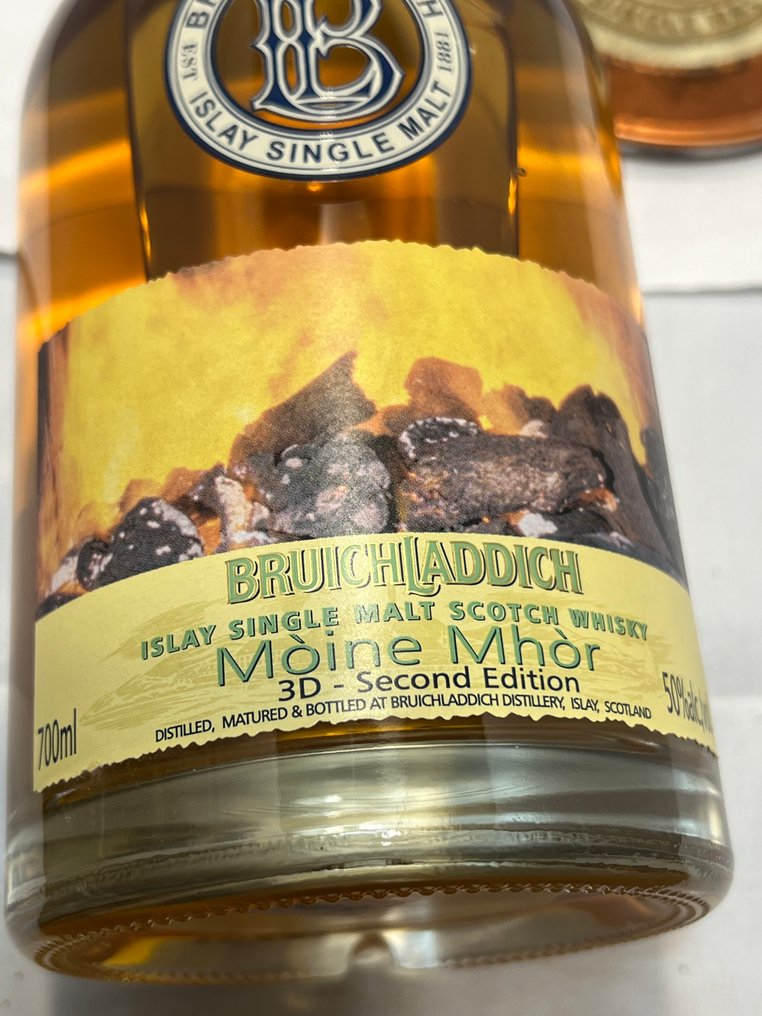 EST 1881
ISLAY SINGLE MALT
BRUICHLADDICH
ISLAY SINGLE MALT SCOTCH WHISKY
Mòine Mhòr
3D - Second Edition
700ml
50%alc/vol
DISTILLED, MATURED & BOTTLED AT BRUICHLADDICH DISTILLERY, ISLAY, SCOTLAND